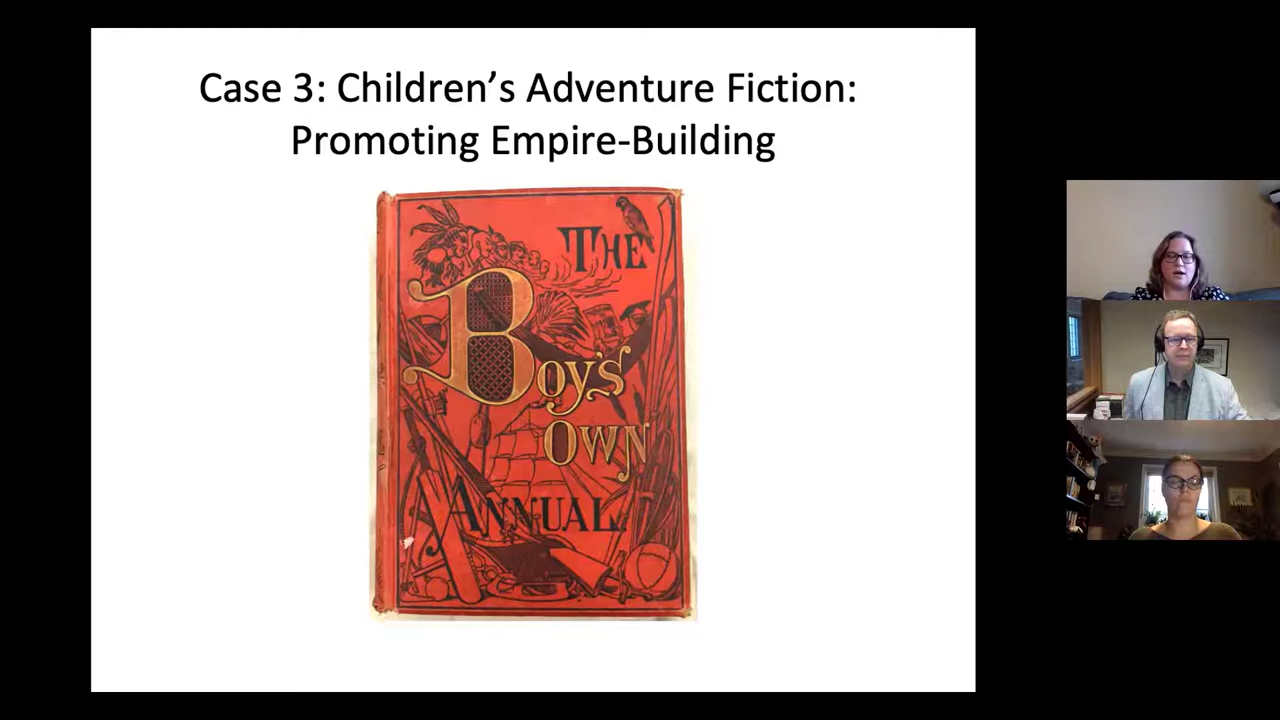 Case 3: Children’s Adventure Fiction:
Promoting Empire-Building
THE
BOY'S
OWN
ANNUAL.